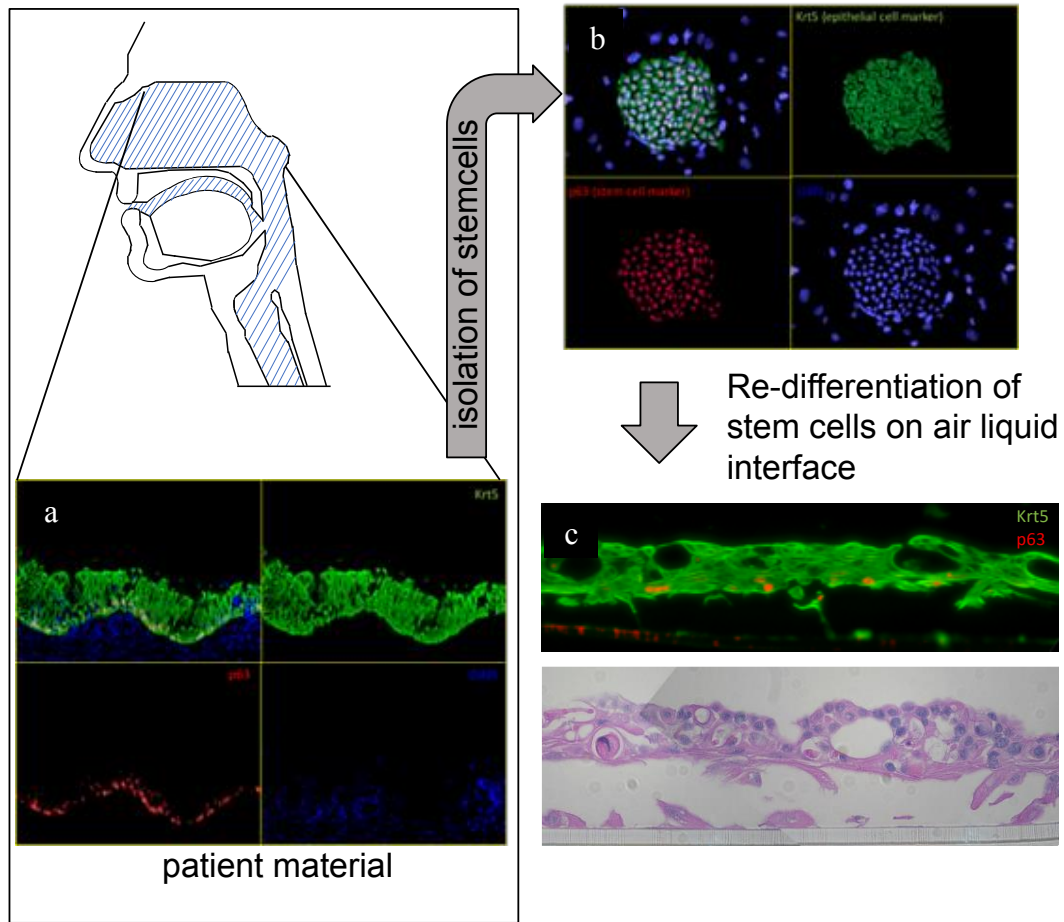 a
Krt5
p63
patient material
isolation of stemcells
b
Krt5 (epithelial cell marker)
p63 (stem cell marker)
Re-differentiation of
stem cells on air liquid
interface
c
Krt5
p63